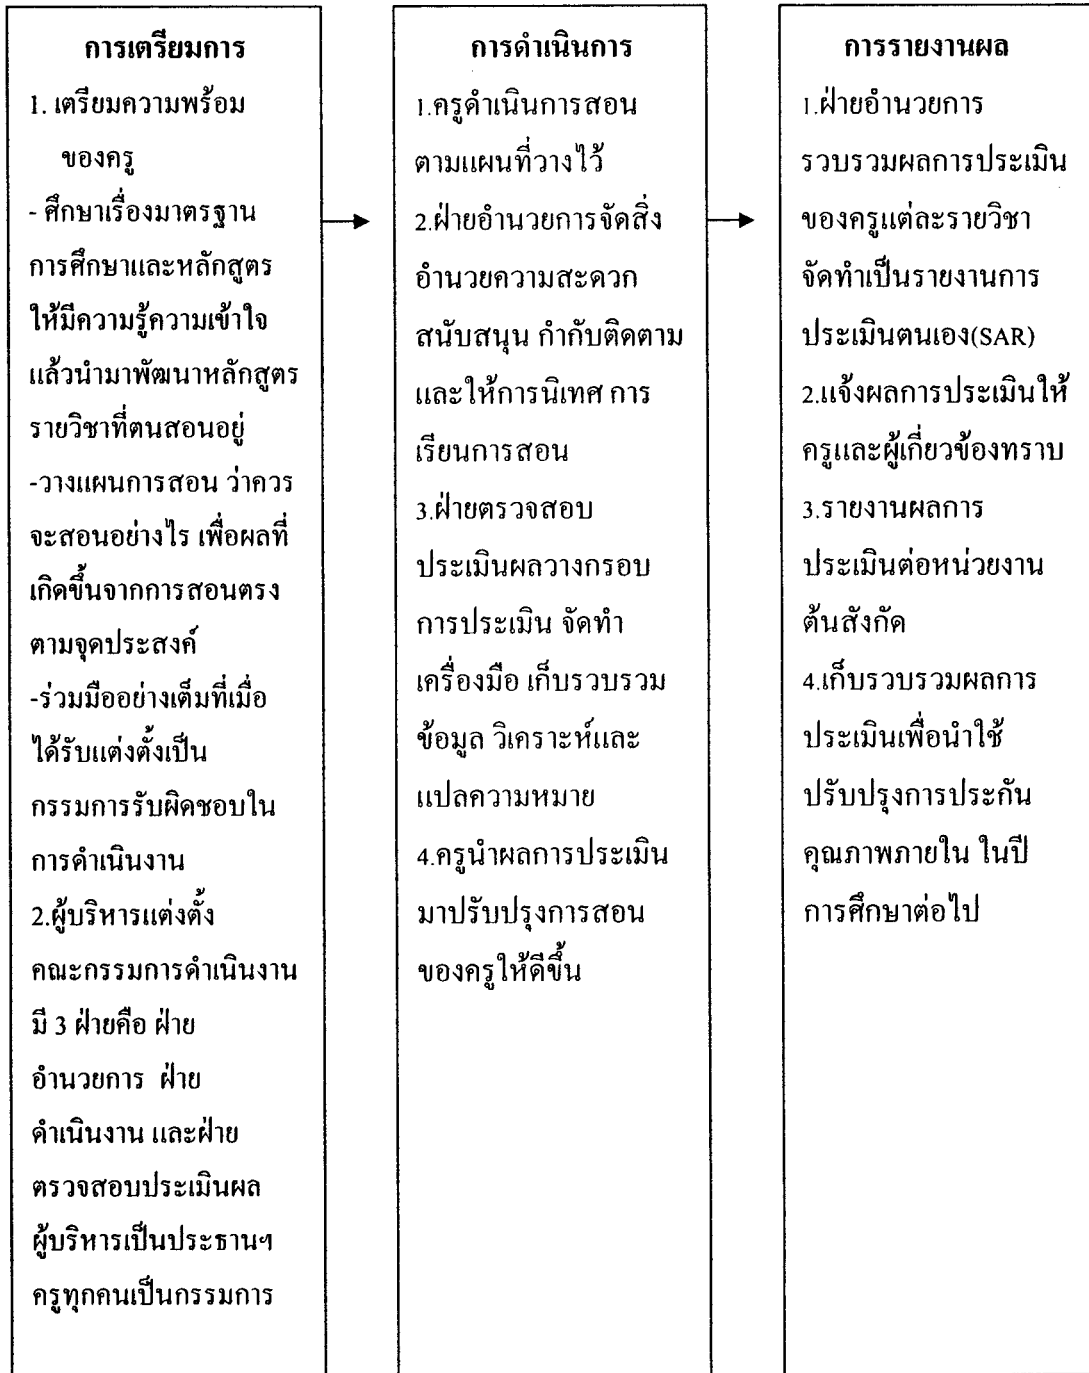 การเตรียมการ
1. เตรียมความพร้อม
ของครู
- ศึกษาเรื่องมาตรฐาน
การศึกษาและหลักสูตร
ให้มีความรู้ความเข้าใจ
แล้วนำมาพัฒนาหลักสูตร
รายวิชาที่ตนสอนอยู่
-วางแผนการสอน ว่าควร
จะสอนอย่างไร เพื่อผลที่
เกิดขึ้นจากการสอนตรง
ตามจุดประสงค์
-ร่วมมืออย่างเต็มที่เมื่อ
ได้รับแต่งตั้งเป็น
กรรมการรับผิดชอบใน
การดำเนินงาน
2.ผู้บริหารแต่งตั้ง
คณะกรรมการดำเนินงาน
มี 3 ฝ่ายคือ ฝ่าย
อำนวยการ ฝ่าย
ดำเนินงาน และฝ่าย
ตรวจสอบประเมินผล
ผู้บริหารเป็นประธานฯ
ครูทุกคนเป็นกรรมการ
การดำเนินการ
1.ครูดำเนินการสอน
ตามแผนที่วางไว้
2.ฝ่ายอำนวยการจัดสิ่ง
อำนวยความสะดวก
สนับสนุน กำกับติดตาม
และให้การนิเทศ การ
เรียนการสอน
3.ฝ่ายตรวจสอบ
ประเมินผลวางกรอบ
การประเมิน จัดทำ
เครื่องมือ เก็บรวบรวม
ข้อมูล วิเคราะห์และ
แปลความหมาย
4.ครูนำผลการประเมิน
มาปรับปรุงการสอน
ของครูให้ดีขึ้น
การรายงานผล
1.ฝ่ายอำนวยการ
รวบรวมผลการประเมิน
ของครูแต่ละรายวิชา
จัดทำเป็นรายงานการ
ประเมินตนเอง(SAR)
2.แจ้งผลการประเมินให้
ครูและผู้เกี่ยวข้องทราบ
3.รายงานผลการ
ประเมินต่อหน่วยงาน
ต้นสังกัด
4.เก็บรวบรวมผลการ
ประเมินเพื่อนำใช้
ปรับปรุงการประกัน
คุณภาพภายใน ในปี
การศึกษาต่อไป